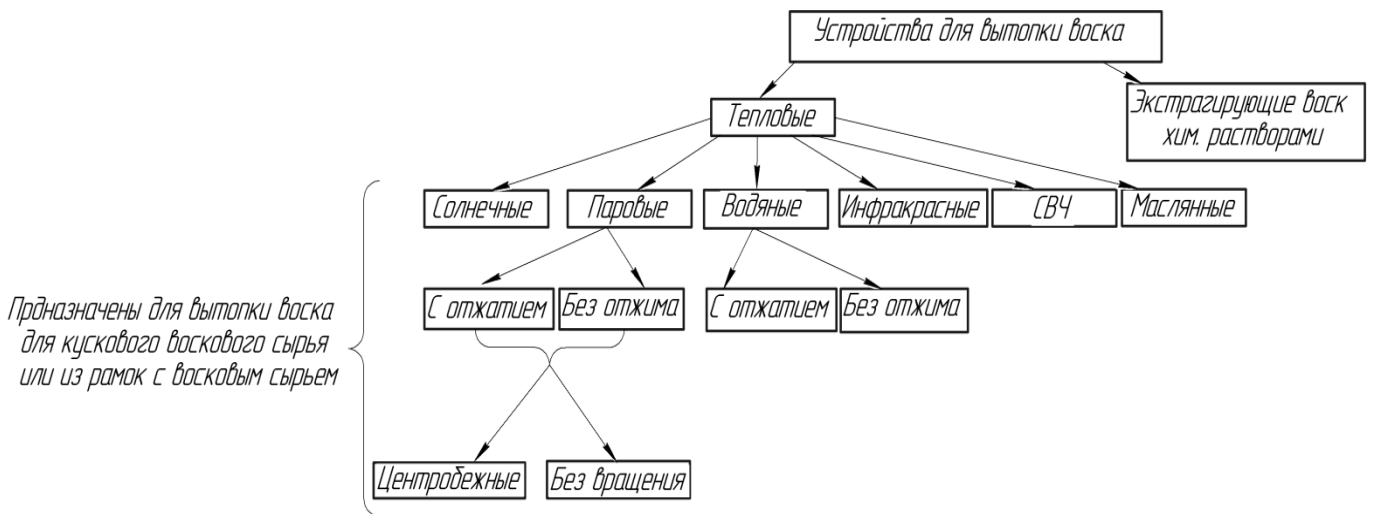 Устройства для вытопки воска
Тепловые
Экстрагирующие воск
хим. растворами
Солнечные
Паровые
Водяные
Инфракрасные
СВЧ
Маслянные
С отжатием
Без отжима
С отжатием
Без отжима
Прдназначены для вытопки воска
для кускового воскового сырья
или из рамок с восковым сырьем
Центробежные
Без вращения